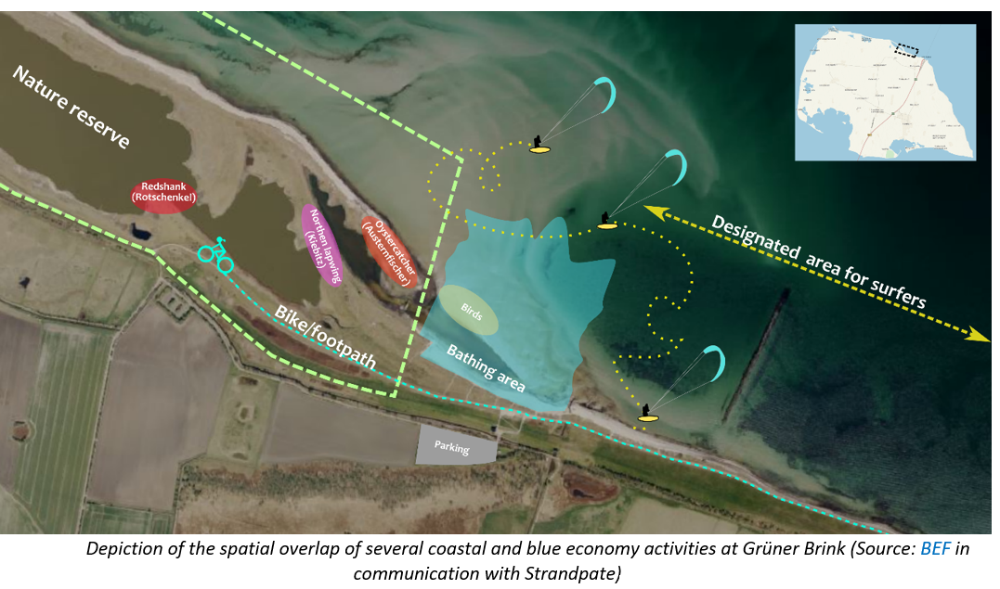 Nature reserve
Redshank
(Rotschenkel)
Northen lapwing
(Kiebitz)
Oystercatcher
(Austernfischer)
Designated area for surfers
Birds
Bike/footpath
Bathing area
Parking
Depiction of the spatial overlap of several coastal and blue economy activities at Grüner Brink (Source: BEF in
communication with Strandpate)